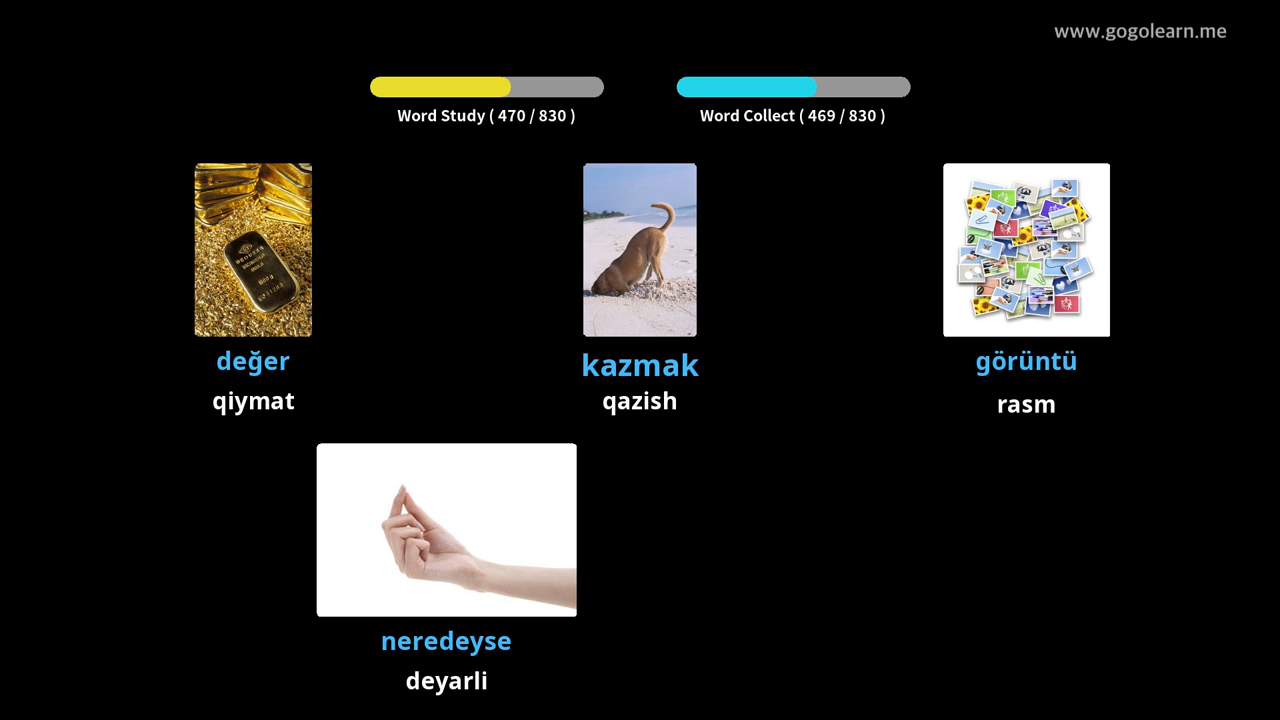 www.gogolearn.me
Word Study ( 470 / 830 )
Word Collect ( 469 / 830 )
değer
qiymat
kazmak
qazish
görüntü
rasm
neredeyse
deyarli